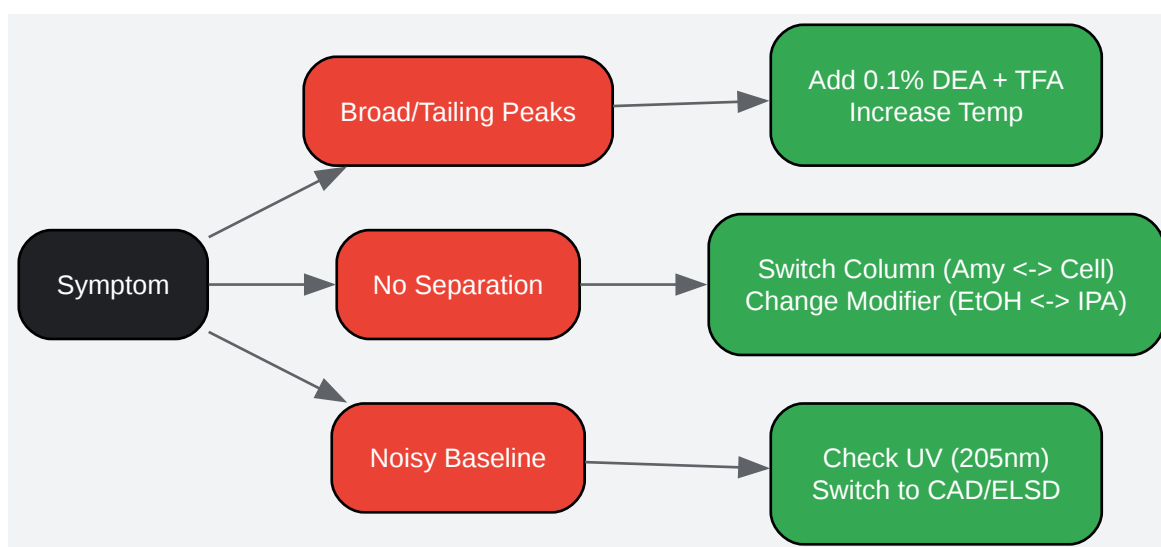 Symptom
Broad/Tailing Peaks
Add 0.1% DEA + TFA
Increase Temp
No Separation
Switch Column (Amy <-> Cell)
Change Modifier (EtOH <-> IPA)
Noisy Baseline
Check UV (205nm)
Switch to CAD/ELSD